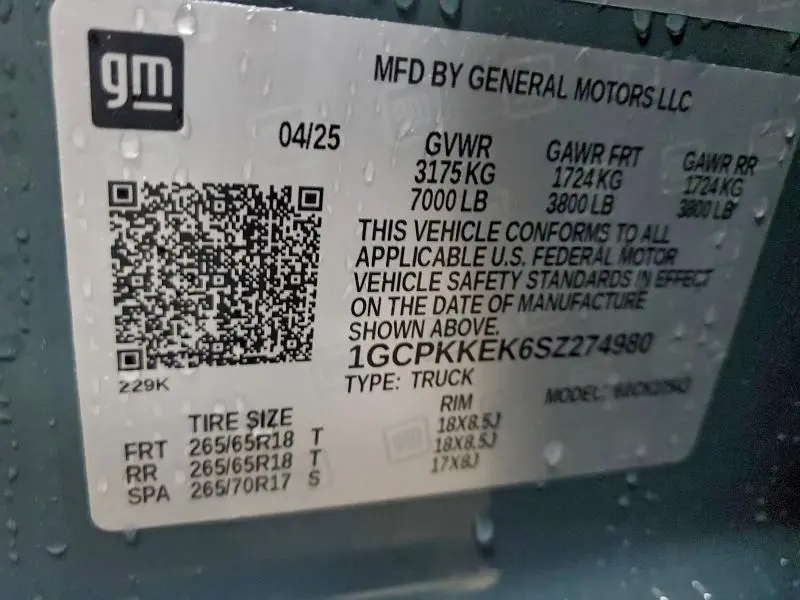 gm
MFD BY GENERAL MOTORS LLC
04/25
GVWR GAWR FRT GAWR RR
3175 KG 1724 KG 1724 KG
7000 LB 3800 LB 3800 LB
THIS VEHICLE CONFORMS TO ALL
APPLICABLE U.S. FEDERAL MOTOR
VEHICLE SAFETY STANDARDS IN EFFECT
ON THE DATE OF MANUFACTURE
SHOWN ABOVE.
1GCPKKEK6SZ274980
229K
TYPE: TRUCK MODEL:
TIRE SIZE RIM
FRT 265/65R18 T 18X8.5J
RR 265/65R18 T 18X8.5J
SPA 265/70R17 S 17X8J